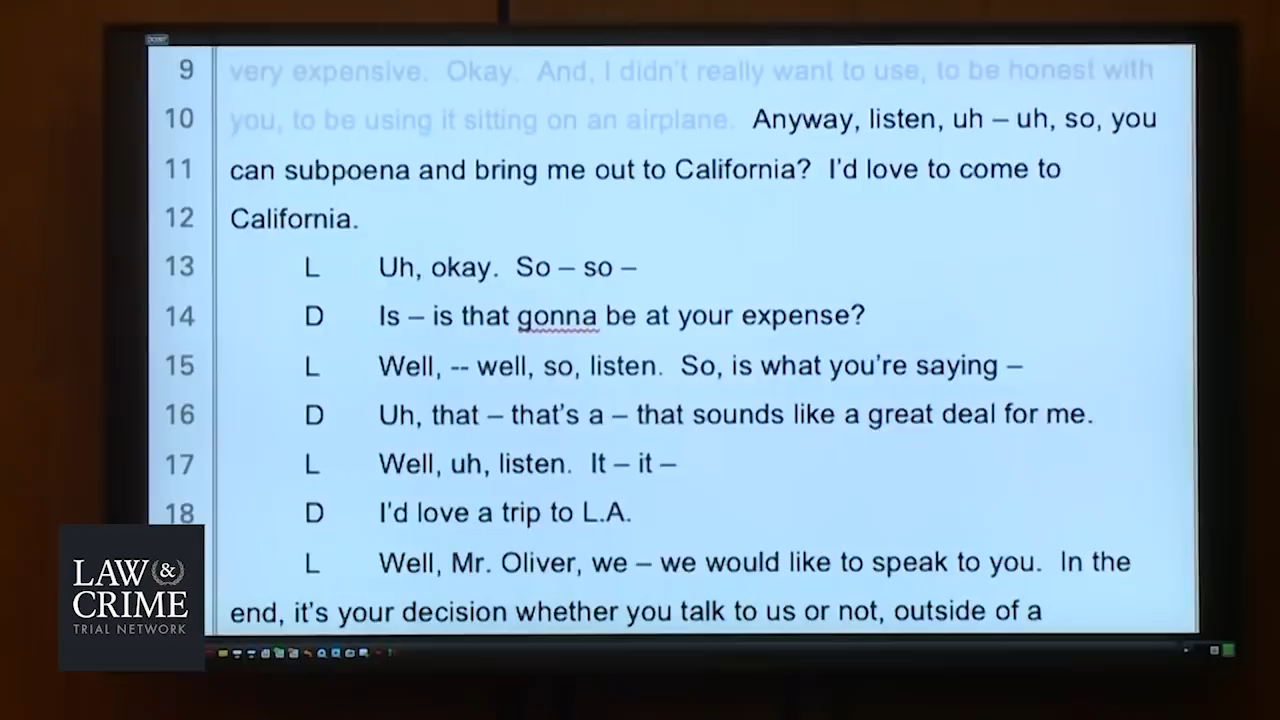 9 very expensive. Okay. And, I didn't really want to use, to be honest with
10 you, to be using it sitting on an airplane. Anyway, listen, uh – uh, so, you
11 can subpoena and bring me out to California? I'd love to come to
12 California.
13 L Uh, okay. So – so –
14 D Is – is that gonna be at your expense?
15 L Well, -- well, so, listen. So, is what you're saying –
16 D Uh, that – that's a – that sounds like a great deal for me.
17 L Well, uh, listen. It – it –
18 D I'd love a trip to L.A.
L Well, Mr. Oliver, we – we would like to speak to you. In the
end, it's your decision whether you talk to us or not, outside of a
LAW &
CRIME
TRIAL NETWORK